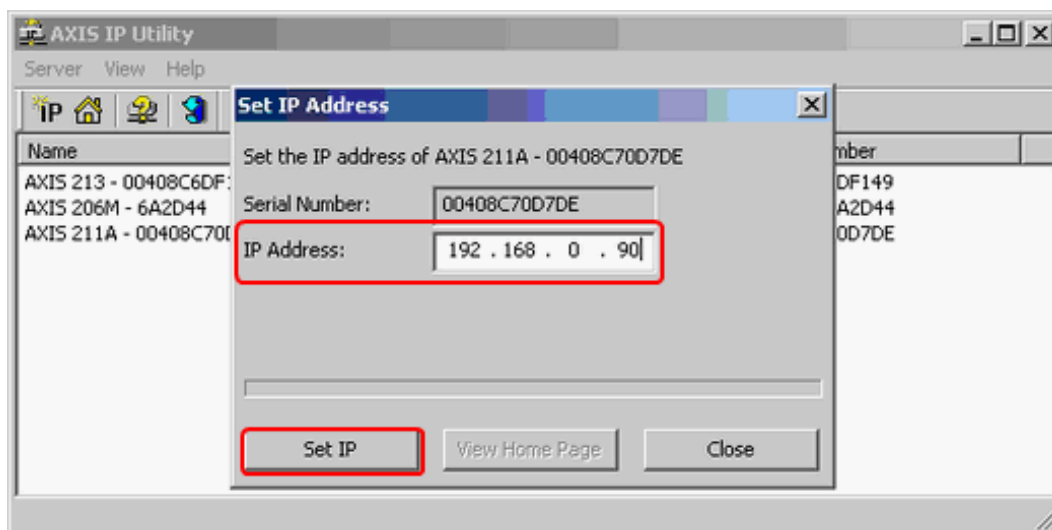 AXIS IP Utility
Server View Help
IP
Set IP Address
Name
mber
Set the IP address of AXIS 211A - 00408C70D7DE
AXIS 213 - 00408C6DF
DF149
Serial Number: 00408C70D7DE
AXIS 206M - 6A2D44
A2D44
AXIS 211A - 00408C70
0D7DE
IP Address: 192 . 168 . 0 . 90
Set IP View Home Page Close